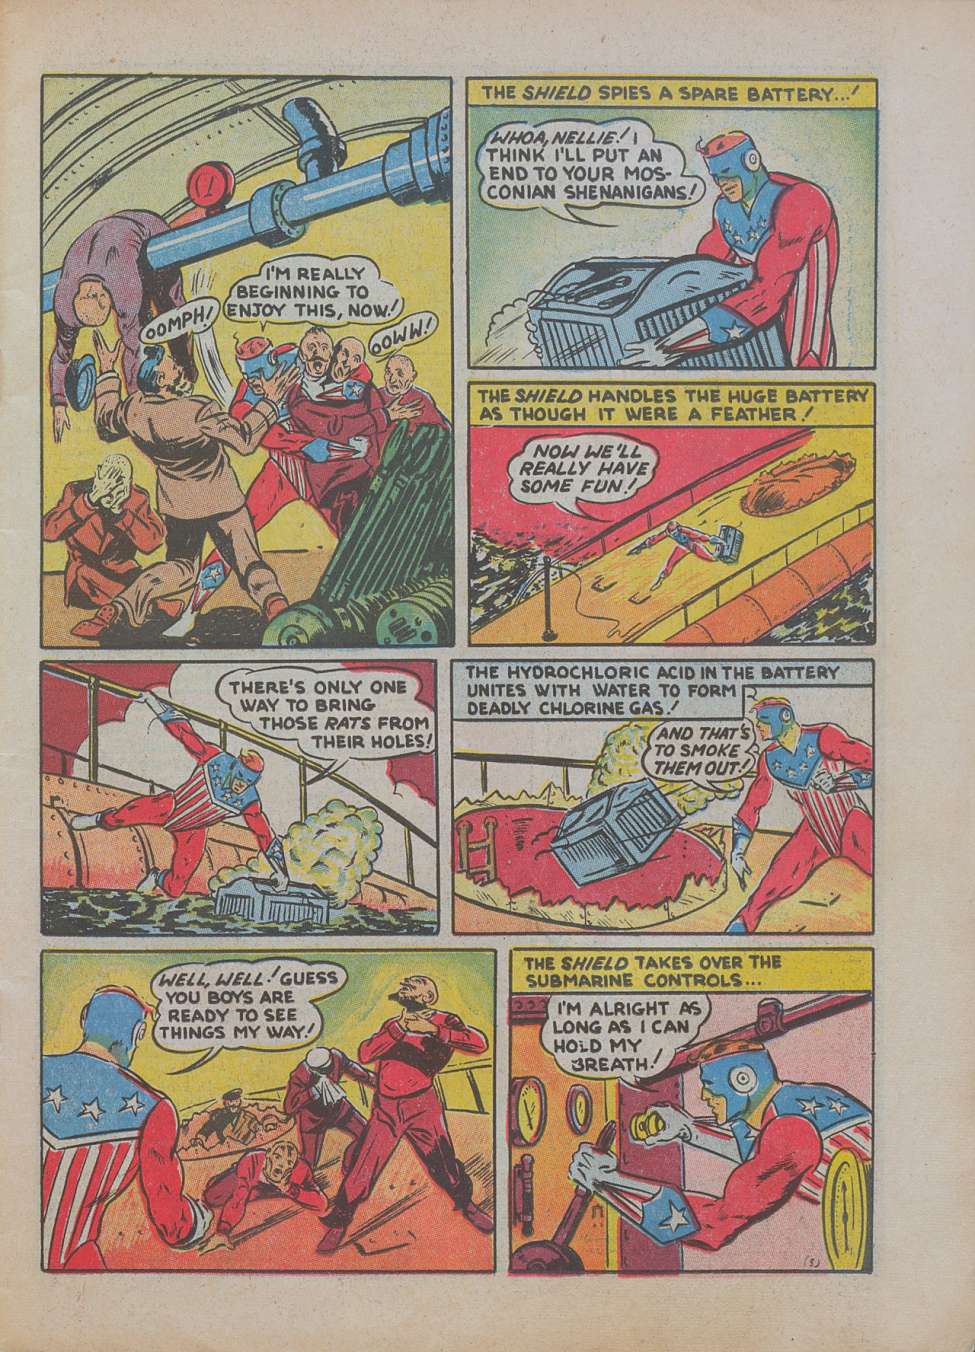 OOMPH!
I'M REALLY
BEGINNING TO
ENJOY THIS, NOW!
OOWW!
THE SHIELD SPIES A SPARE BATTERY...!
WHOA, NELLIE! I
THINK I'LL PUT AN
END TO YOUR MOS-
CONIAN SHENANIGANS!
THE SHIELD HANDLES THE HUGE BATTERY
AS THOUGH IT WERE A FEATHER!
NOW WE'LL
REALLY HAVE
SOME FUN!
THERE'S ONLY ONE
WAY TO BRING
THOSE RATS FROM
THEIR HOLES!
THE HYDROCHLORIC ACID IN THE BATTERY
UNITES WITH WATER TO FORM
DEADLY CHLORINE GAS!
AND THAT'S
TO SMOKE
THEM OUT!
WELL, WELL! GUESS
YOU BOYS ARE
READY TO SEE
THINGS MY WAY!
THE SHIELD TAKES OVER THE
SUBMARINE CONTROLS...
I'M ALRIGHT AS
LONG AS I CAN
HOLD MY
BREATH!
(5)